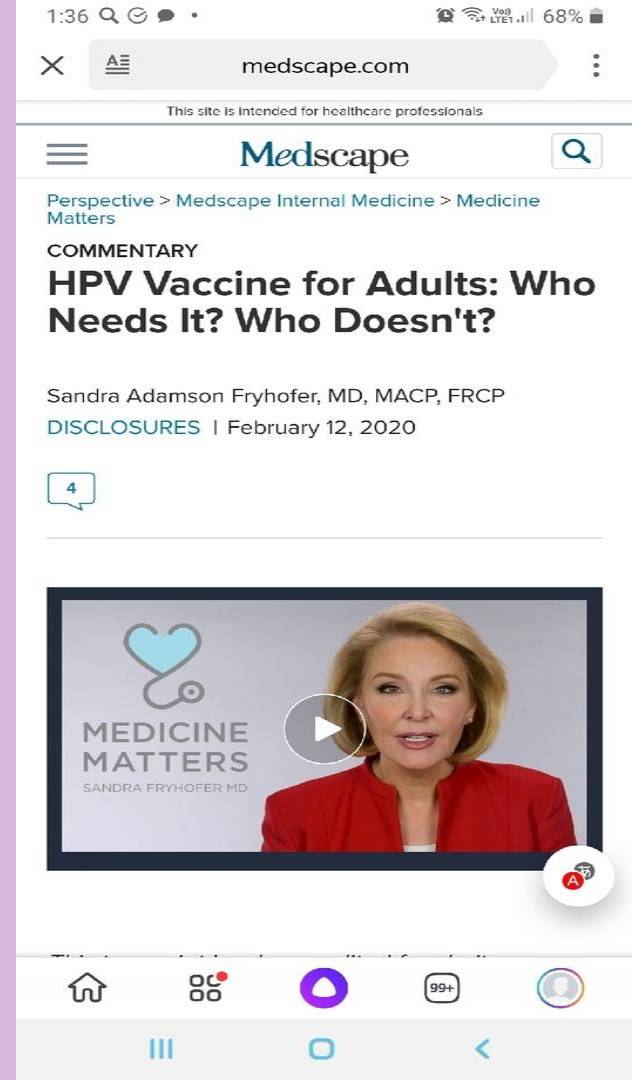 1:36
Vo))
LTE1
68%
medscape.com
This site is intended for healthcare professionals
Medscape
Perspective > Medscape Internal Medicine > Medicine
Matters
COMMENTARY
HPV Vaccine for Adults: Who
Needs It? Who Doesn't?
Sandra Adamson Fryhofer, MD, MACP, FRCP
DISCLOSURES | February 12, 2020
4
MEDICINE
MATTERS
SANDRA FRYHOFER MD
A
99+